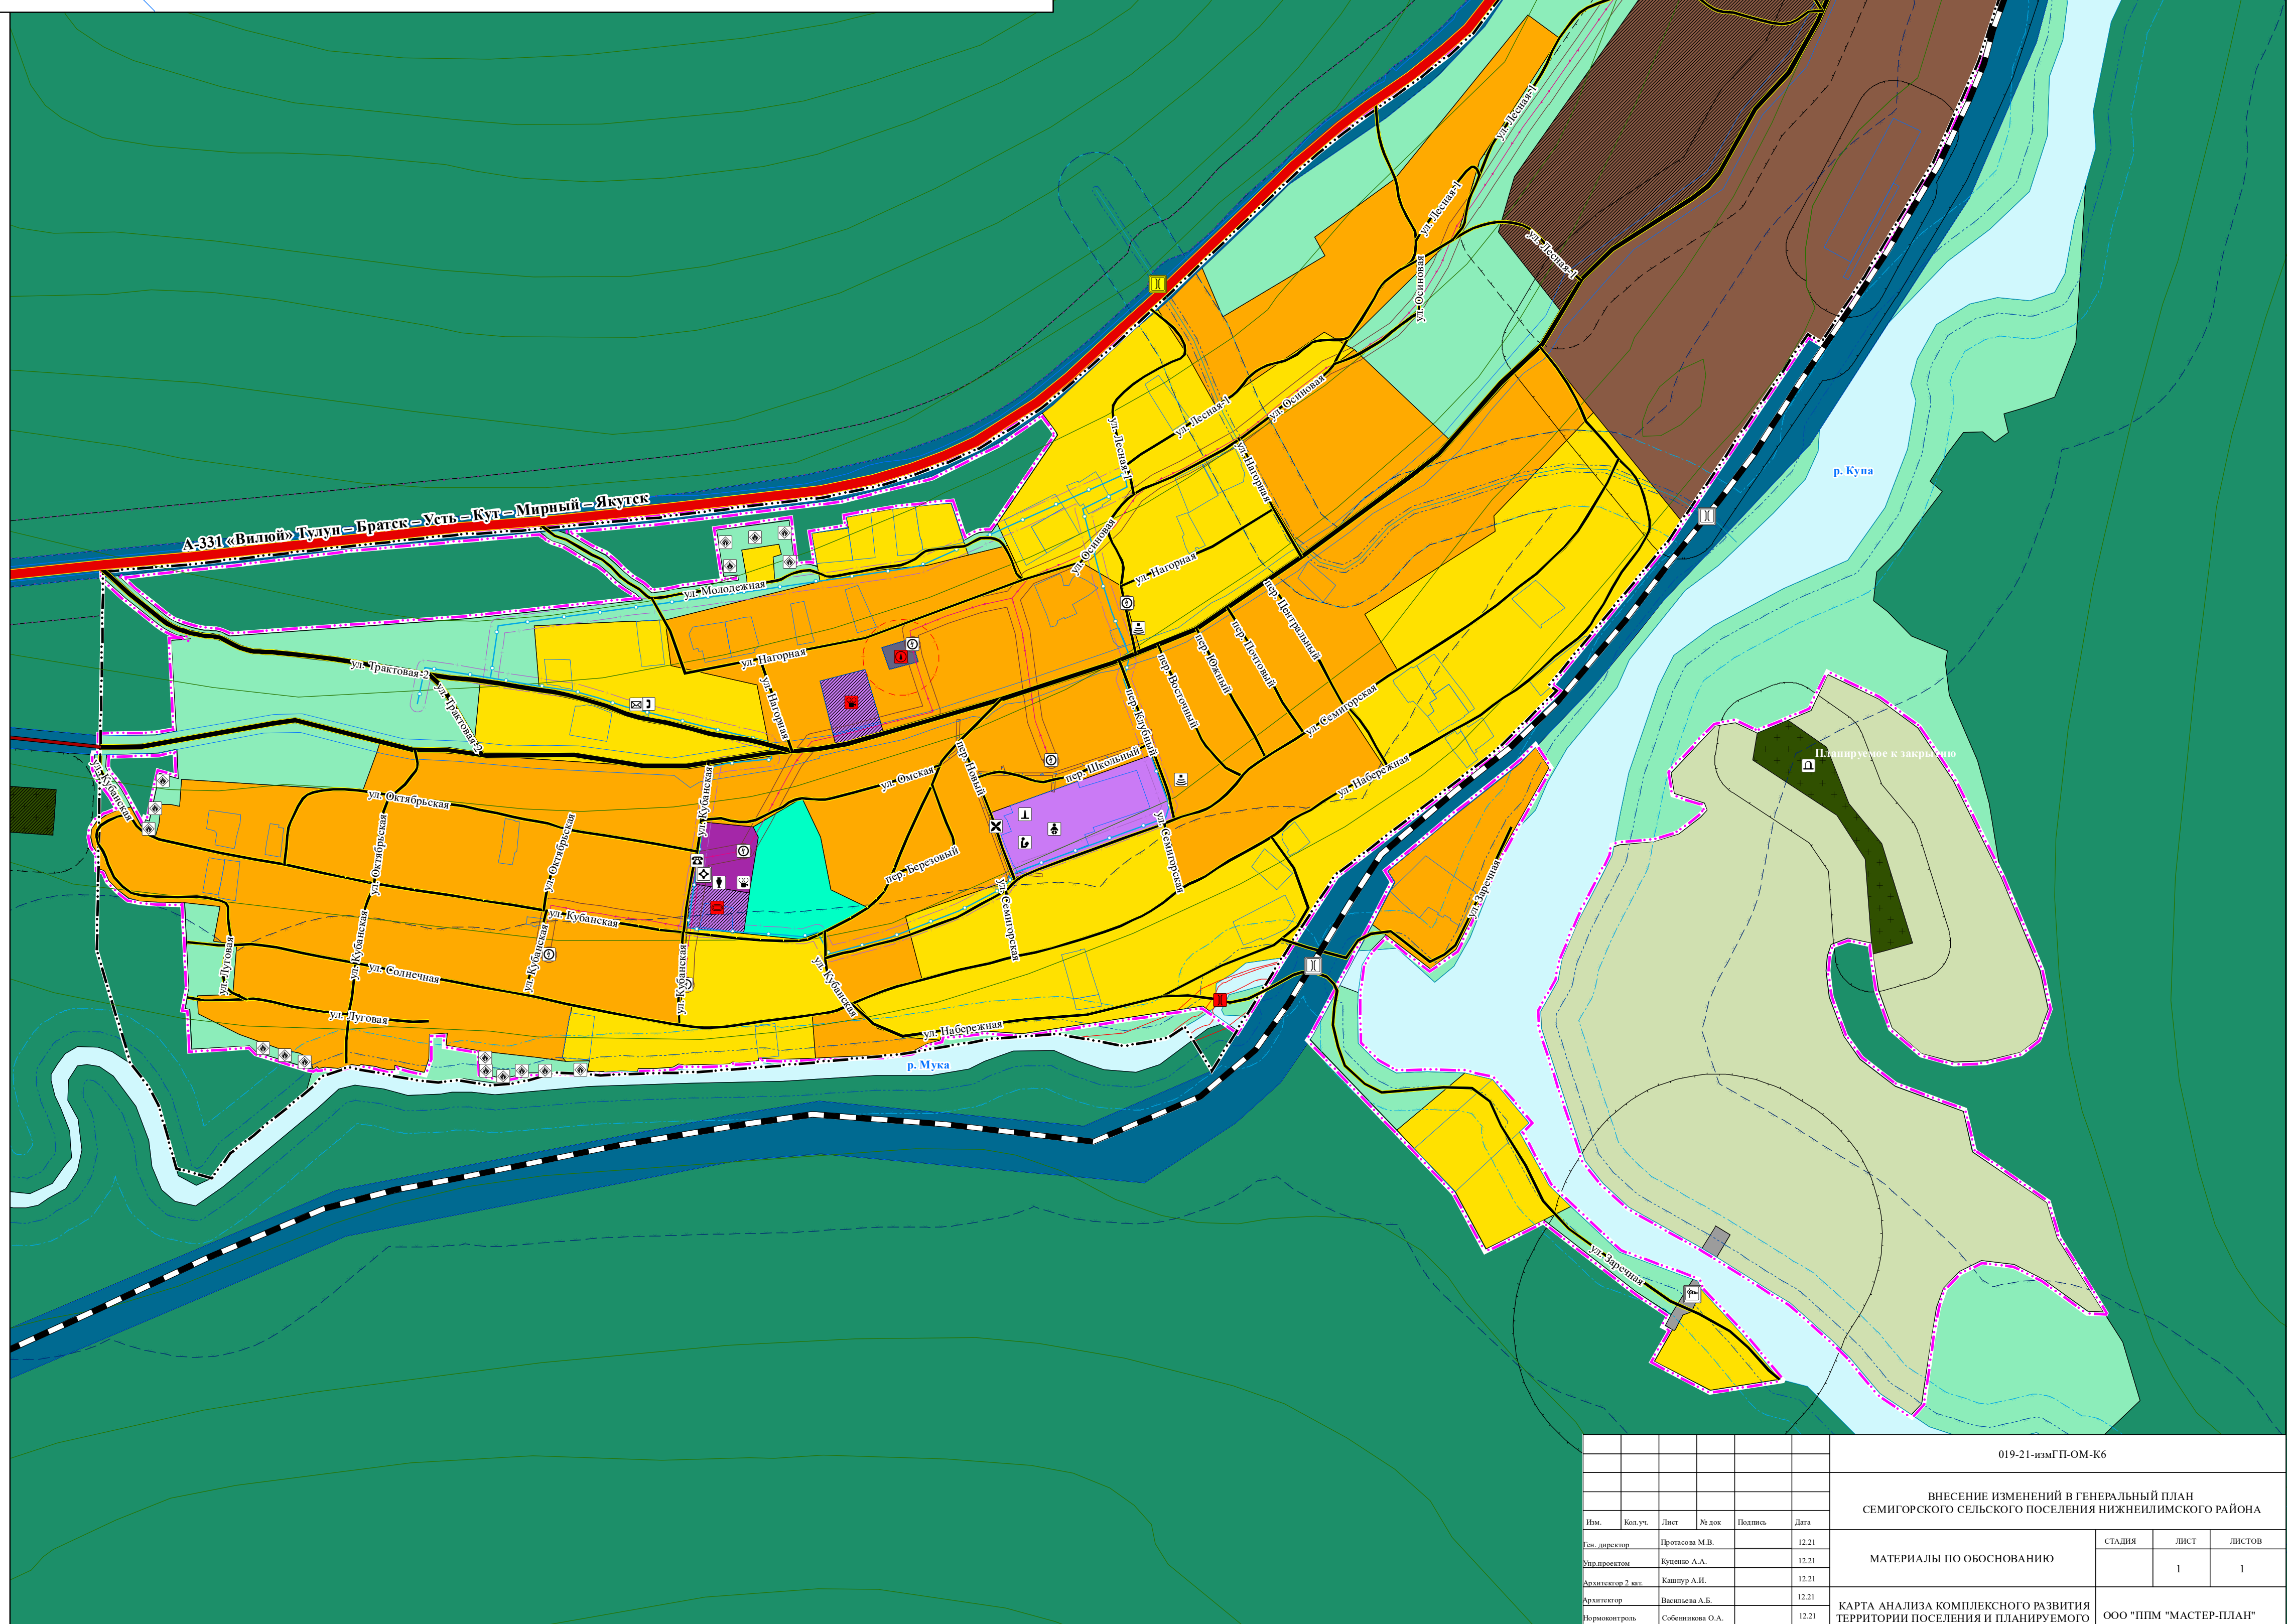 ул. Лесная-1
ул. Лесная-1
ул. Лесная-1
ул. Осиновая
р. Купа
ул. Осиновая
ул. Лесная-1
ул. Лесная-1
ул. Нагорная
А-331 «Вилюй» Тулун – Братск – Усть – Кут – Мирный – Якутск
ул. Осиновая
ул. Нагорная
ул. Молодежная
пер. Центральный
пер. Почтовый
пер. Южный
пер. Восточный
ул. Нагорная
ул. Нагорная
ул. Трактовая-2
ул. Трактовая-2
пер. Клубный
ул. Семигорская
Планируемое к закрытию
пер. Новый
пер. Школьный
ул. Омская
ул. Набережная
ул. Кубанская
ул. Кубанская
ул. Октябрьская
ул. Октябрьская
ул. Октябрьская
ул. Семигорская
пер. Березовый
ул. Заречная
ул. Кубанская
ул. Семигорская
ул. Кубанская
ул. Кубанская
ул. Луговая
ул. Солнечная
ул. Кубанская
ул. Кубанская
ул. Луговая
ул. Набережная
р. Мука
ул. Заречная
019-21-измГП-ОМ-К6
ВНЕСЕНИЕ ИЗМЕНЕНИЙ В ГЕНЕРАЛЬНЫЙ ПЛАН
СЕМИГОРСКОГО СЕЛЬСКОГО ПОСЕЛЕНИЯ НИЖНЕИЛИМСКОГО РАЙОНА
Изм. Кол.уч. Лист № док Подпись Дата
Ген. директор Протасова М.В. 12.21
Упр.проектом Куценко А.А. 12.21
Архитектор 2 кат. Кашпур А.И. 12.21
Архитектор Васильева А.Б. 12.21
Нормоконтроль Собенникова О.А. 12.21
МАТЕРИАЛЫ ПО ОБОСНОВАНИЮ
СТАДИЯ ЛИСТ ЛИСТОВ
1 1
КАРТА АНАЛИЗА КОМПЛЕКСНОГО РАЗВИТИЯ
ТЕРРИТОРИИ ПОСЕЛЕНИЯ И ПЛАНИРУЕМОГО
ООО "ППМ "МАСТЕР-ПЛАН"